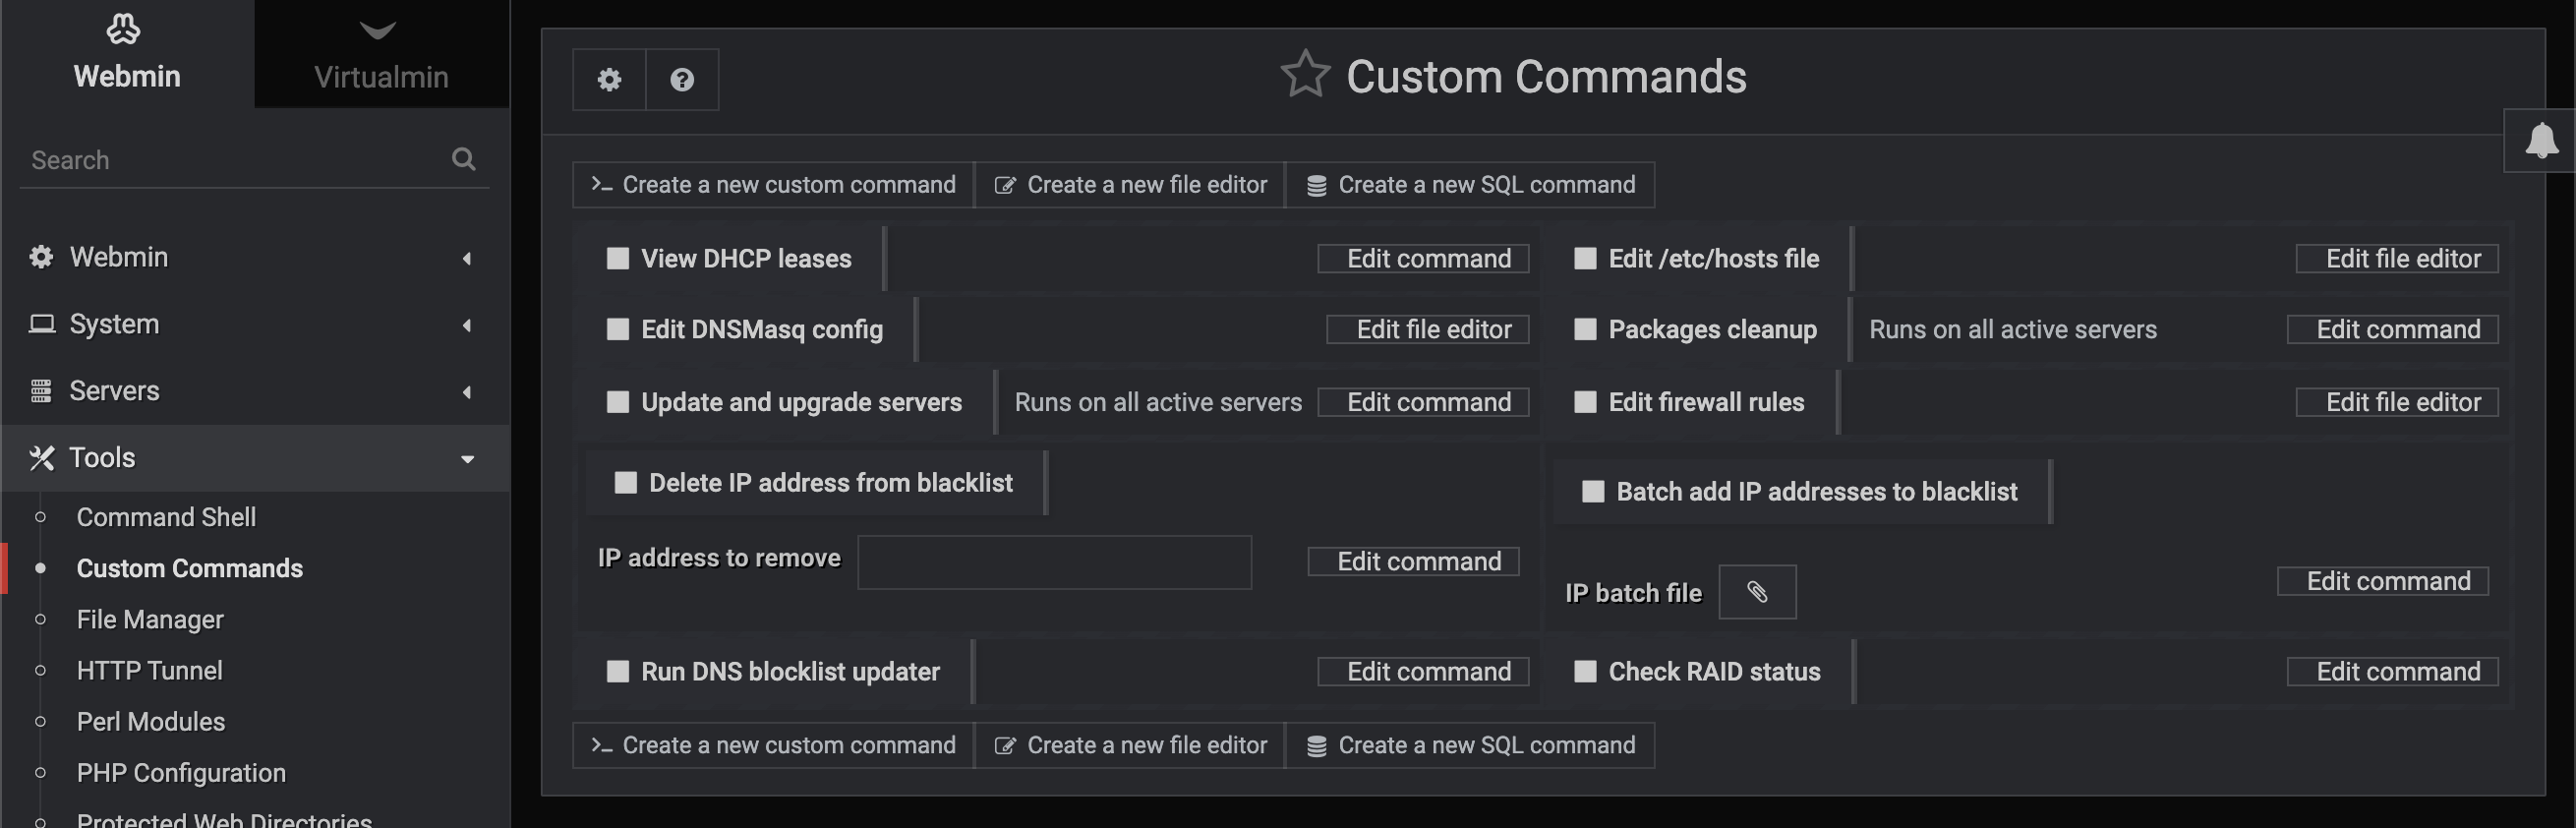 Webmin
Virtualmin
Search
Webmin
System
Servers
Tools
Command Shell
Custom Commands
File Manager
HTTP Tunnel
Perl Modules
PHP Configuration
Protected Web Directories
Custom Commands
Create a new custom command
Create a new file editor
Create a new SQL command
View DHCP leases
Edit command
Edit /etc/hosts file
Edit file editor
Edit DNSMasq config
Edit file editor
Packages cleanup
Runs on all active servers
Edit command
Update and upgrade servers
Runs on all active servers
Edit command
Edit firewall rules
Edit file editor
Delete IP address from blacklist
IP address to remove
Edit command
Batch add IP addresses to blacklist
IP batch file
Edit command
Run DNS blocklist updater
Edit command
Check RAID status
Edit command
Create a new custom command
Create a new file editor
Create a new SQL command